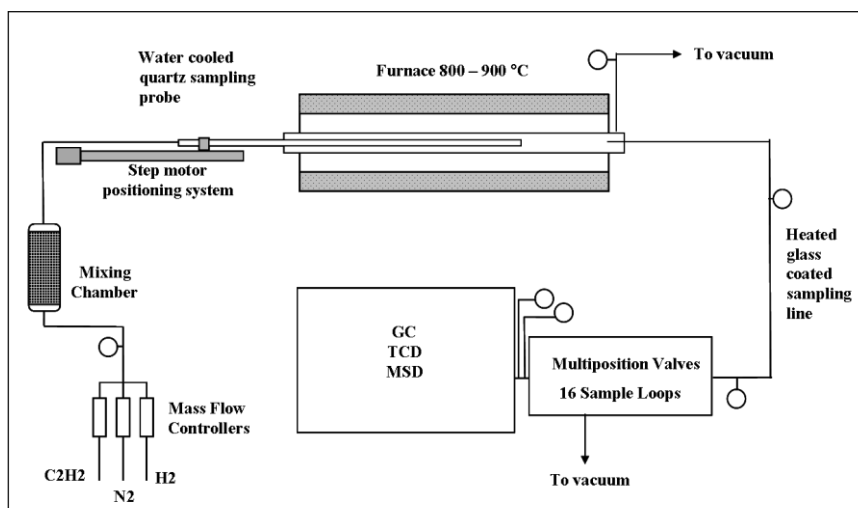 Water cooled
quartz sampling
probe
Furnace 800 – 900 °C
To vacuum
Step motor
positioning system
Mixing
Chamber
Heated
glass
coated
sampling
line
GC
TCD
MSD
Multiposition Valves
16 Sample Loops
Mass Flow
Controllers
C2H2
N2
H2
To vacuum